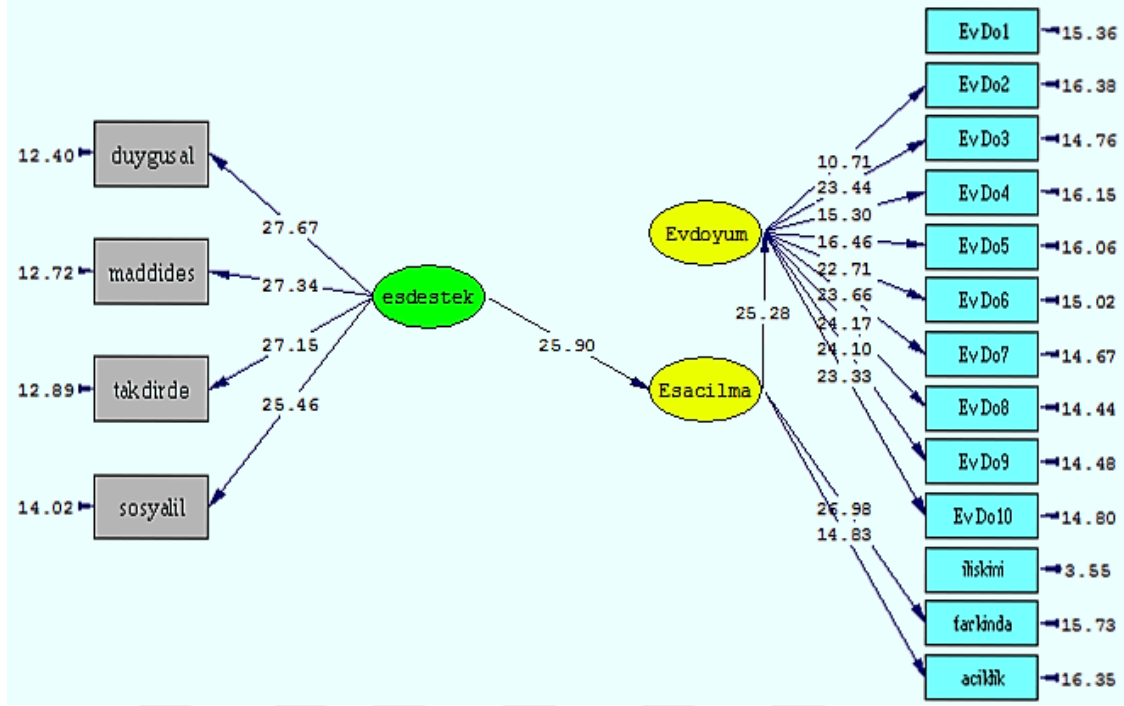 12.40
duygusal
12.72
maddides
12.89
takdirde
14.02
sosyalil
27.67
27.34
27.15
25.46
esdestek
25.90
Evdoyum
25.28
Esacilma
10.71
23.44
15.30
16.46
22.71
23.66
24.17
24.10
23.33
26.98
14.83
EvDo1
15.36
EvDo2
16.38
EvDo3
14.76
EvDo4
16.15
EvDo5
16.06
EvDo6
15.02
EvDo7
14.67
EvDo8
14.44
EvDo9
14.48
EvDo10
14.80
iliskini
3.55
farkinda
15.73
aciklik
16.35